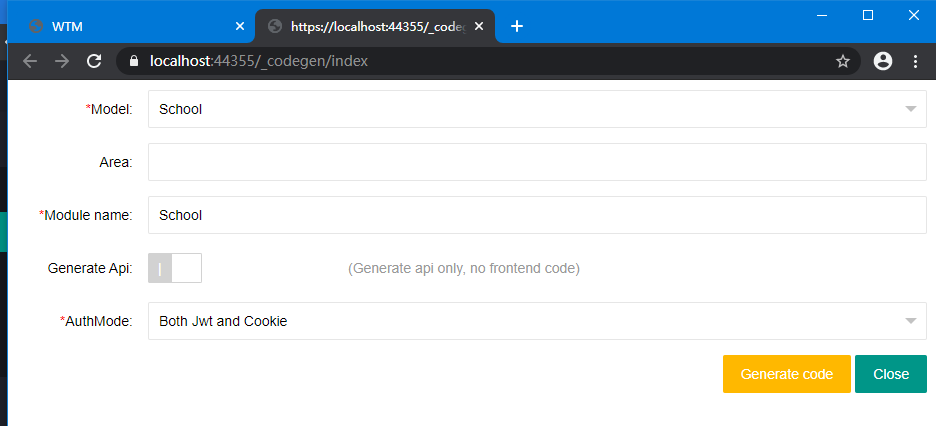 WTM
https://localhost:44355/_codeg
localhost:44355/_codegen/index
*Model: School
Area:
*Module name: School
Generate Api: (Generate api only, no frontend code)
*AuthMode: Both Jwt and Cookie
Generate code Close